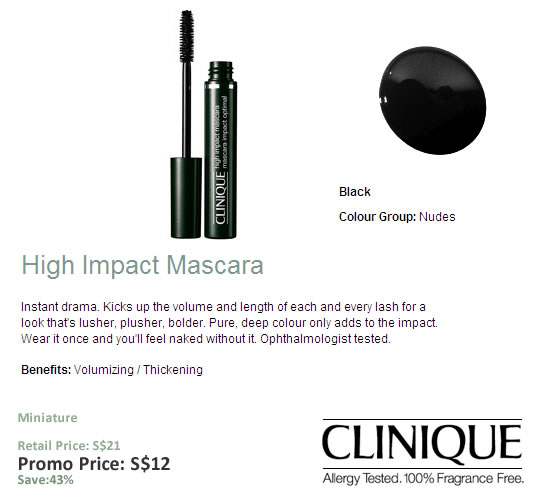 high impact mascara
mascara impact optimal
CLINIQUE
Black
Colour Group: Nudes
High Impact Mascara
Instant drama. Kicks up the volume and length of each and every lash for a
look that's lusher, plusher, bolder. Pure, deep colour only adds to the impact.
Wear it once and you'll feel naked without it. Ophthalmologist tested.
Benefits: Volumizing / Thickening
Miniature
Retail Price: S$21
Promo Price: S$12
Save:43%
CLINIQUE
Allergy Tested. 100% Fragrance Free.